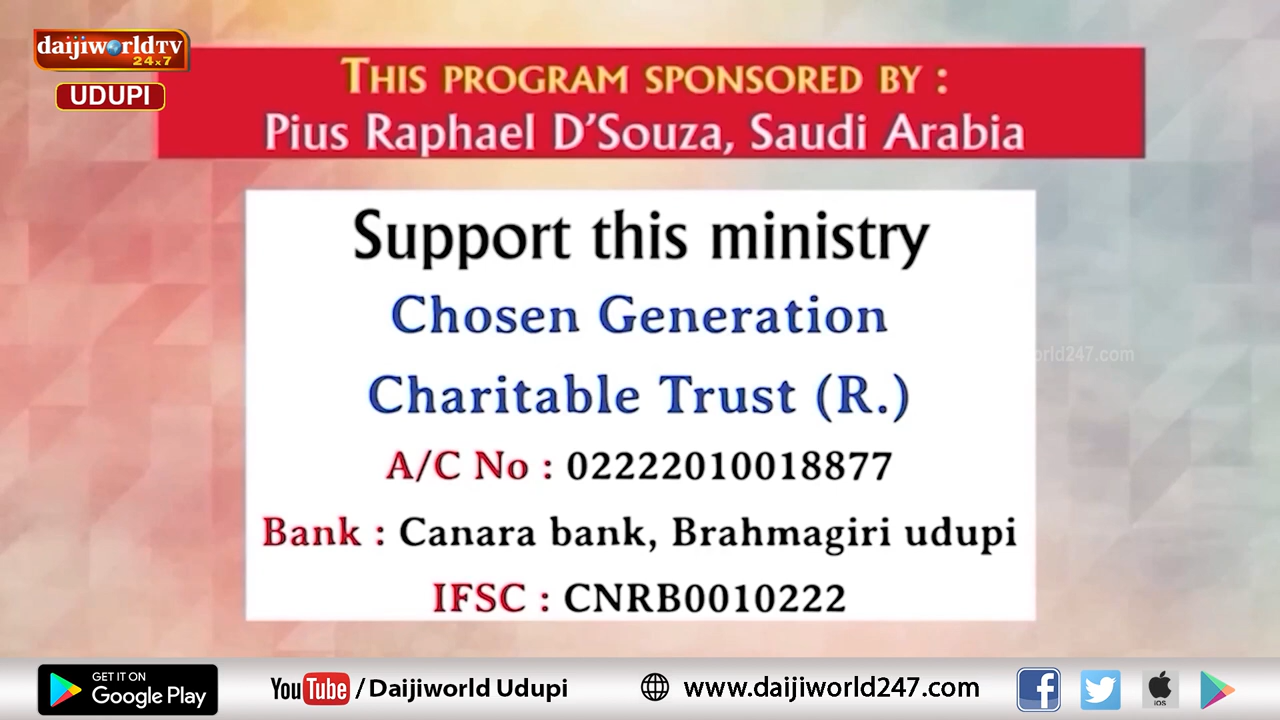 daijiworldTV
24x7
UDUPI
THIS PROGRAM SPONSORED BY :
Pius Raphael D'Souza, Saudi Arabia
Support this ministry
Chosen Generation
Charitable Trust (R.)
A/C No : 02222010018877
Bank : Canara bank, Brahmagiri udupi
IFSC : CNRB0010222
GET IT ON
Google Play
YouTube /Daijiworld Udupi
www.daijiworld247.com
iOS